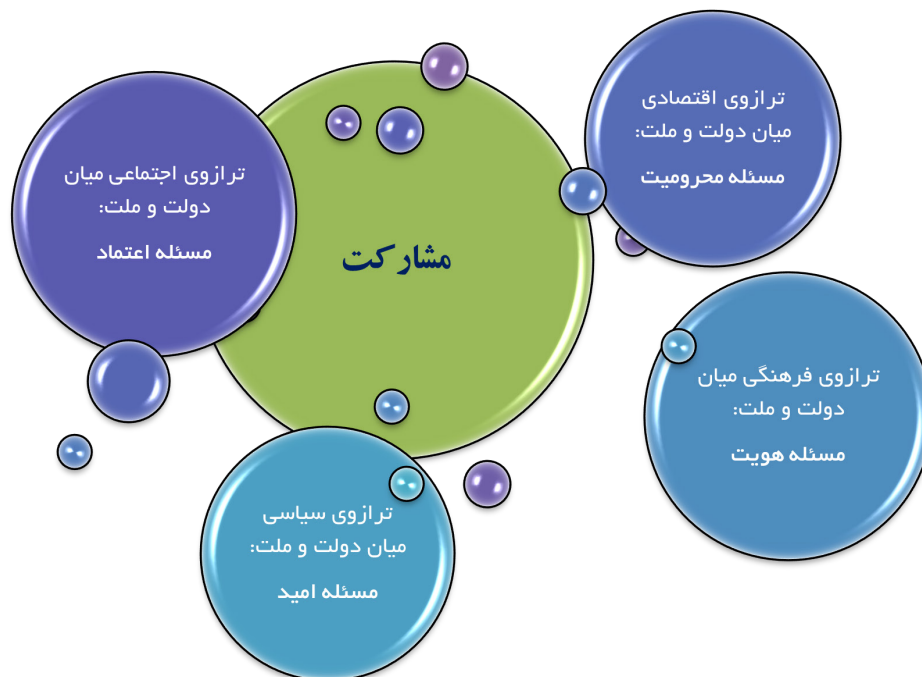 ترازوی اقتصادی
میان دولت و ملت:
مسئله محرومیت
ترازوی اجتماعی میان
دولت و ملت:
مسئله اعتماد
مشارکت
ترازوی فرهنگی میان
دولت و ملت:
مسئله هویت
ترازوی سیاسی
میان دولت و ملت:
مسئله امید